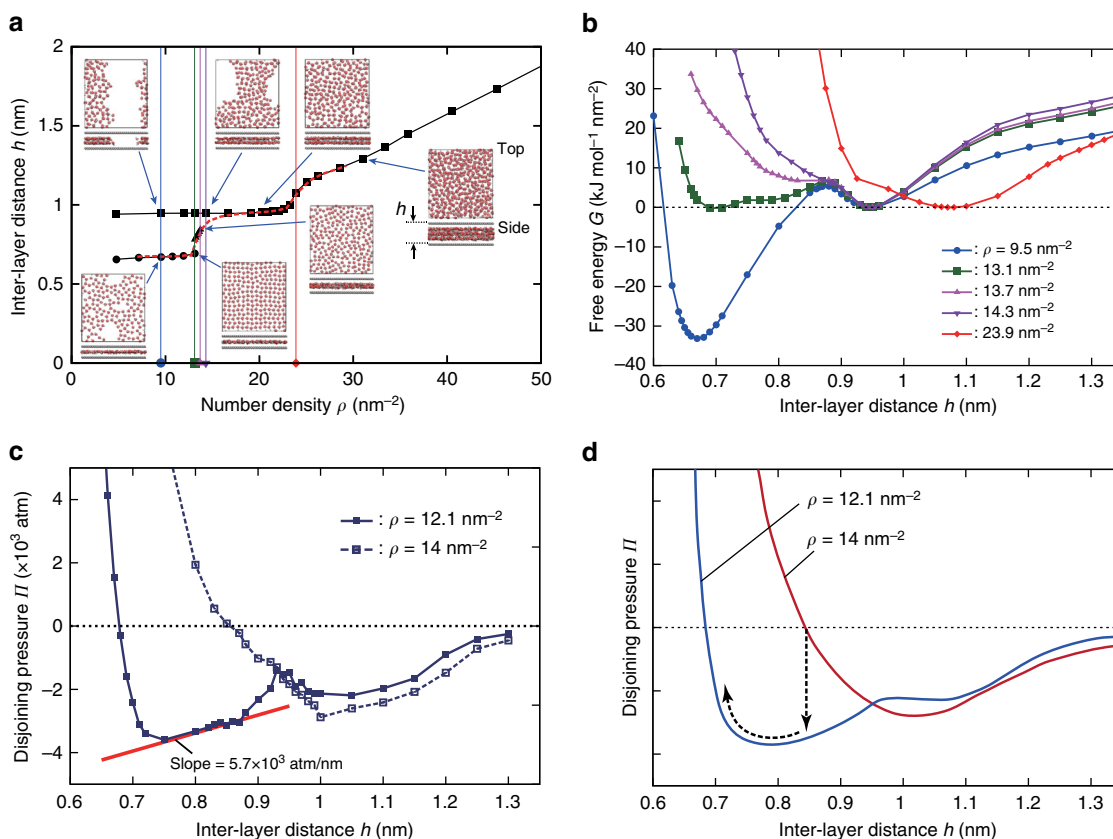 a
2
1.5
1
0.5
0
0
10
20
30
40
50
Inter-layer distance h (nm)
Number density ρ (nm⁻²)
Top
h
Side
b
40
30
20
10
0
−10
−20
−30
−40
0.6
0.7
0.8
0.9
1
1.1
1.2
1.3
Free energy G (kJ mol⁻¹ nm⁻²)
Inter-layer distance h (nm)
: ρ = 9.5 nm⁻²
: 13.1 nm⁻²
: 13.7 nm⁻²
: 14.3 nm⁻²
: 23.9 nm⁻²
c
4
2
0
−2
−4
0.6
0.7
0.8
0.9
1
1.1
1.2
1.3
Disjoining pressure Π (×10³ atm)
Inter-layer distance h (nm)
: ρ = 12.1 nm⁻²
: ρ = 14 nm⁻²
Slope = 5.7×10³ atm/nm
d
ρ = 12.1 nm⁻²
ρ = 14 nm⁻²
0.6
0.7
0.8
0.9
1
1.1
1.2
1.3
Disjoining pressure Π
Inter-layer distance h (nm)